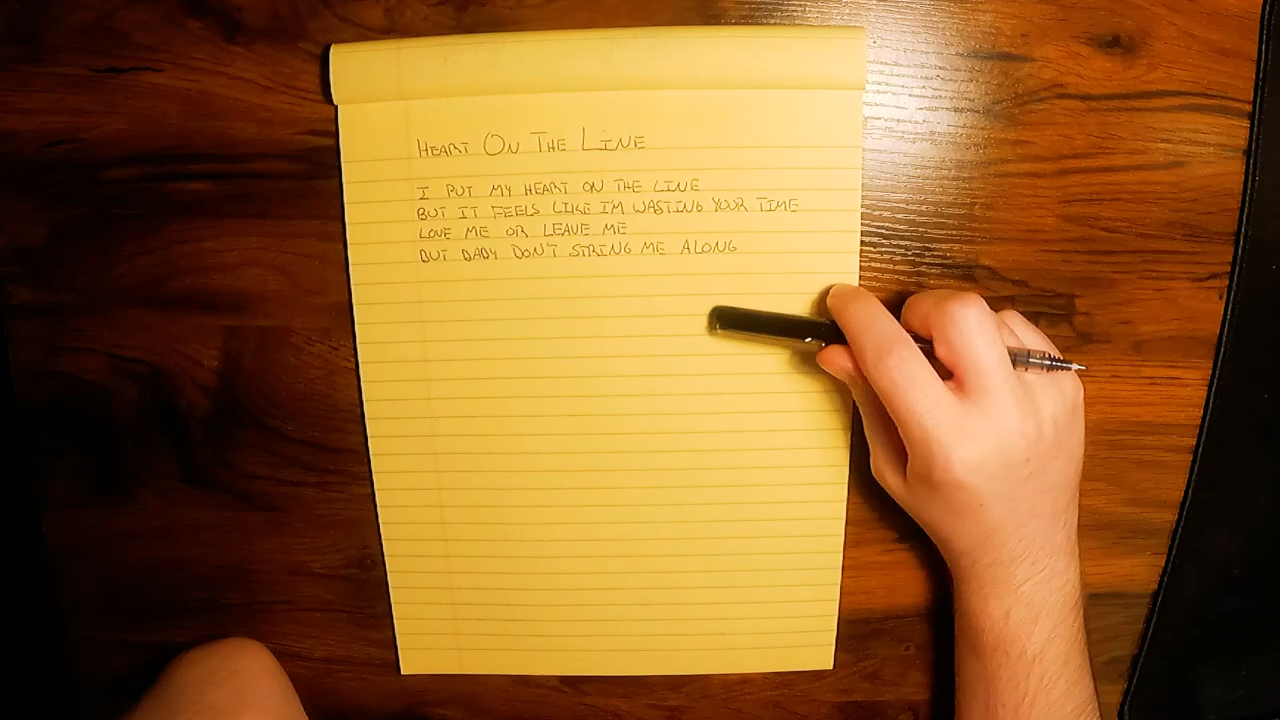 HEART ON THE LINE
I PUT MY HEART ON THE LINE
BUT IT FEELS LIKE I'M WASTING YOUR TIME
LOVE ME OR LEAVE ME
BUT BABY DON'T STRING ME ALONG